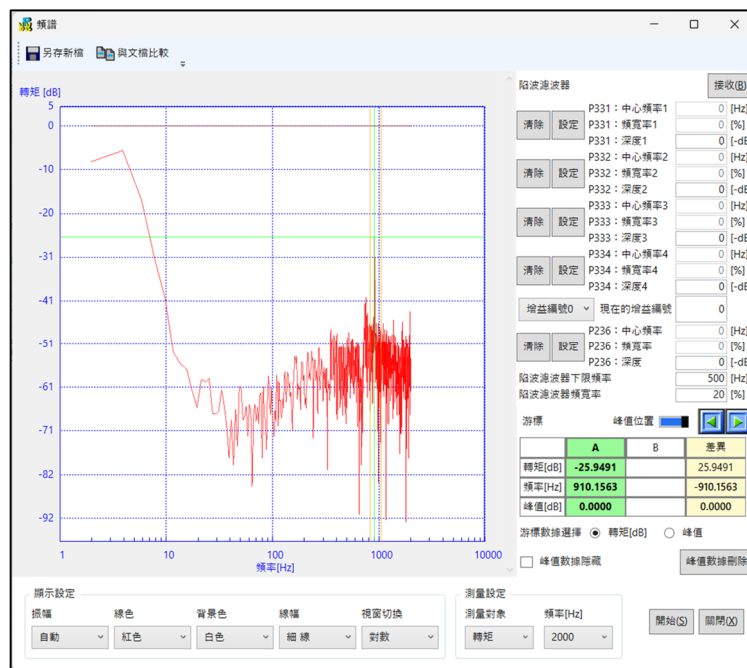 頻譜
另存新檔 與文檔比較
轉矩 [dB]
5
0
-10
-20
-31
-41
-51
-61
-71
-82
-92
1 10 100 1000 10000
頻率[Hz]
陷波濾波器 接收(R)
P331：中心頻率1 0 [Hz]
清除 設定 P331：頻寬率1 0 [%]
P331：深度1 0 [-dB
P332：中心頻率2 0 [Hz]
清除 設定 P332：頻寬率2 0 [%]
P332：深度2 0 [-dB
P333：中心頻率3 0 [Hz]
清除 設定 P333：頻寬率3 0 [%]
P333：深度3 0 [-dB
P334：中心頻率4 0 [Hz]
清除 設定 P334：頻寬率4 0 [%]
P334：深度4 0 [-dB
增益編號0 現在的增益編號 0
P236：中心頻率 0 [Hz]
清除 設定 P236：頻寬率 0 [%]
P236：深度 0 [-dB
陷波濾波器下限頻率 500 [Hz]
陷波濾波器頻寬率 20 [%]
游標 峰值位置
A B 差異
轉矩[dB] -25.9491 25.9491
頻率[Hz] 910.1563 -910.1563
峰值[dB] 0.0000 0.0000
游標數據選擇 轉矩[dB] 峰值
峰值數據隱藏 峰值數據刪除
顯示設定
振幅 線色 背景色 線幅 視窗切換
自動 紅色 白色 細 線 對數
測量設定
測量對象 頻率[Hz]
轉矩 2000
開始(S) 關閉(X)